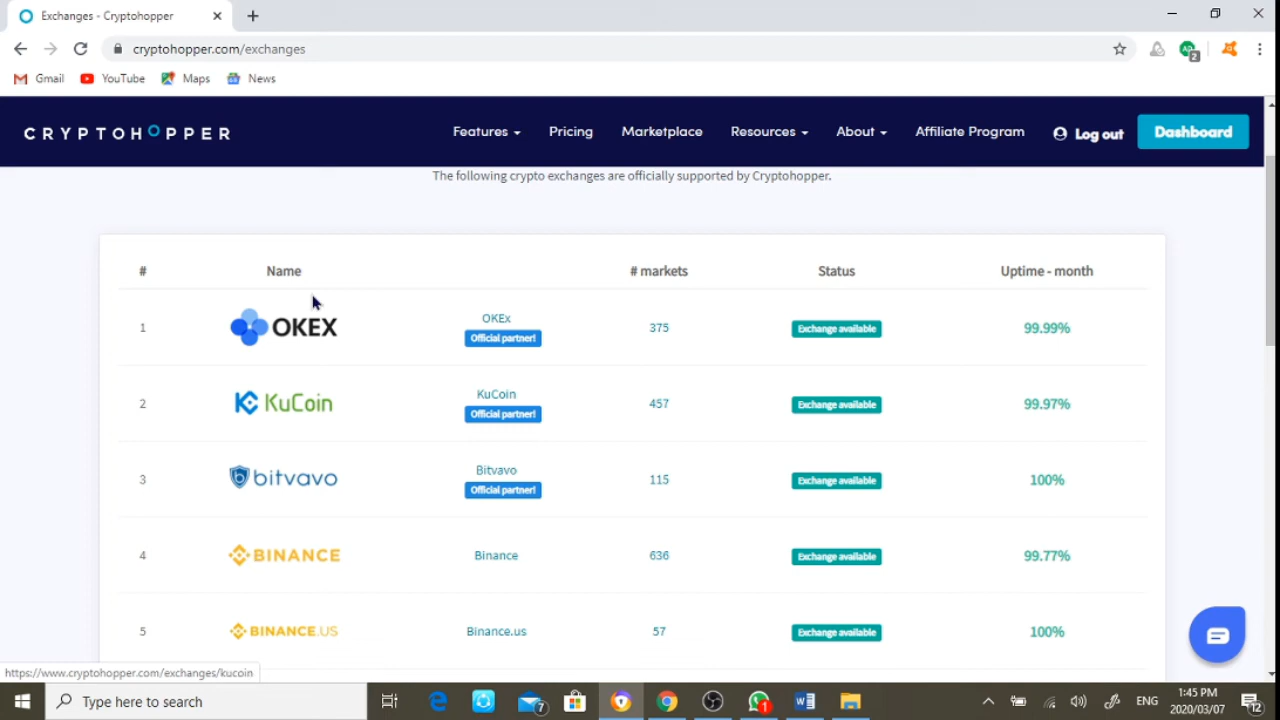 Exchanges - Cryptohopper
cryptohopper.com/exchanges
2
Gmail YouTube Maps News
CRYPTOHOPPER Features Pricing Marketplace Resources About Affiliate Program Log out Dashboard
The following crypto exchanges are officially supported by Cryptohopper.
# Name # markets Status Uptime - month
1 OKEX OKEx Official partner! 375 Exchange available 99.99%
2 KuCoin KuCoin Official partner! 457 Exchange available 99.97%
3 bitvavo Bitvavo Official partner! 115 Exchange available 100%
4 BINANCE Binance 636 Exchange available 99.77%
5 BINANCE.US Binance.us 57 Exchange available 100%
https://www.cryptohopper.com/exchanges/kucoin
Type here to search 7 1 W ENG 1:45 PM 12
2020/03/07